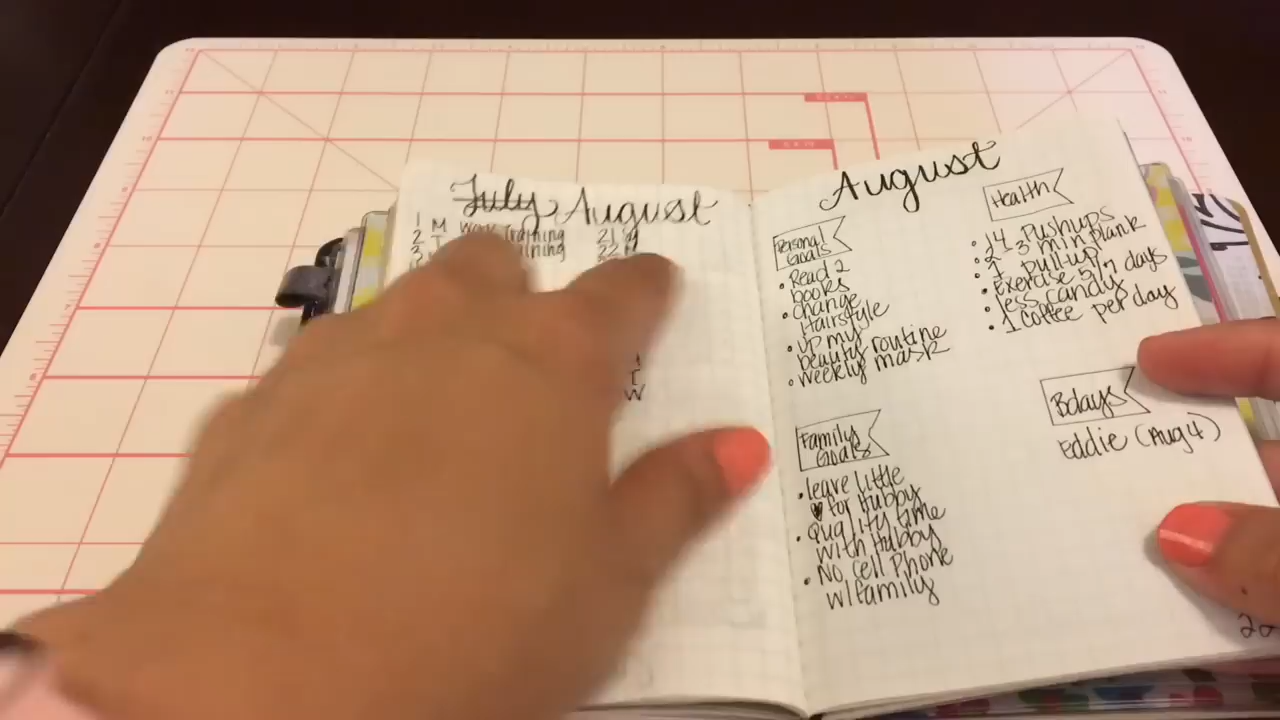 July August
1 M Work Training 21
2 T 22
3
W
August
Personal
Goals
• Read 2
books
• change
Hairstyle
• up my
beauty routine
• weekly mask
Family
Goals
• leave little
♥ for hubby
• quality time
with hubby
• No cell Phone
w/family
Health
• 14 pushups
• 3 min plank
• 1 pull-up
• exercise 5/7 days
• less candy
• 1 coffee per day
Bdays
Eddie (Aug 4)